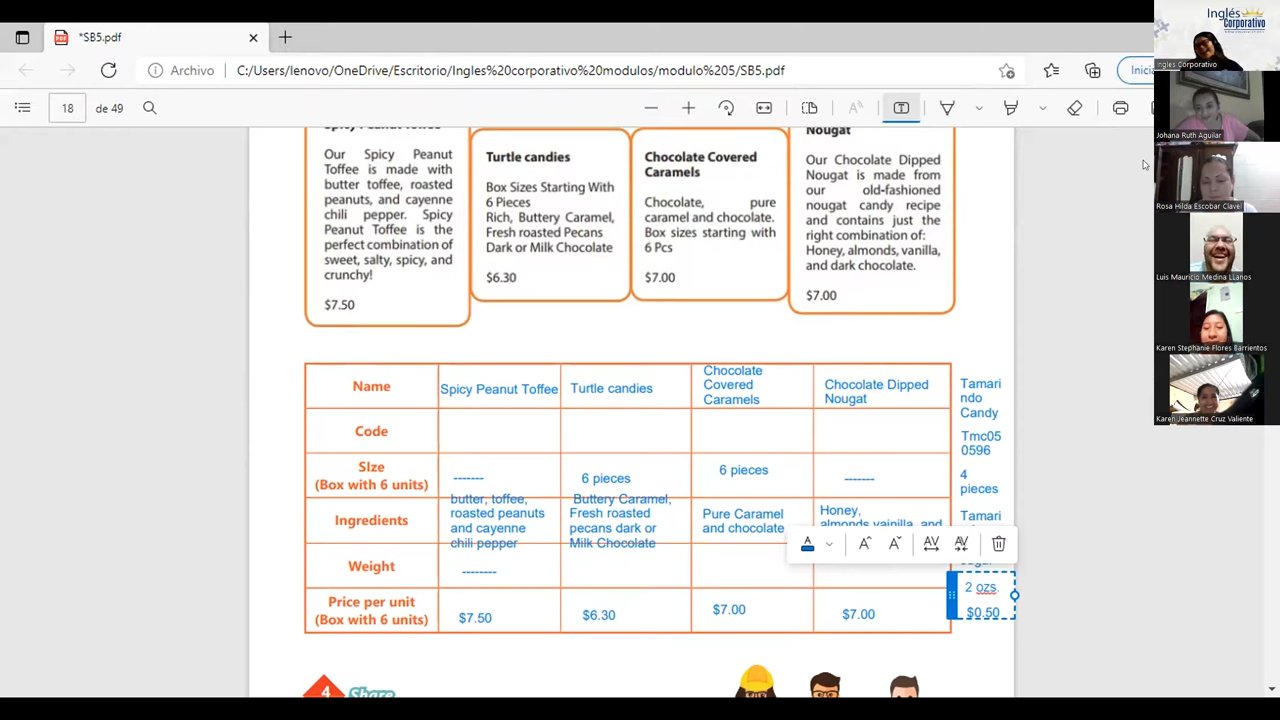 *SB5.pdf
Archivo
C:/Users/lenovo/OneDrive/Escritorio/Ingles%20Corporativo%20modulos/modulo%205/SB5.pdf
Inicia
18
de 49
Our Spicy Peanut
Toffee is made with
butter toffee, roasted
peanuts, and cayenne
chili pepper. Spicy
Peanut Toffee is the
perfect combination of
sweet, salty, spicy, and
crunchy!
$7.50
Turtle candies
Box Sizes Starting With
6 Pieces
Rich, Buttery Caramel,
Fresh roasted Pecans
Dark or Milk Chocolate
$6.30
Chocolate Covered
Caramels
Chocolate, pure
caramel and chocolate.
Box sizes starting with
6 Pcs
$7.00
Nougat
Our Chocolate Dipped
Nougat is made from
our old-fashioned
nougat candy recipe
and contains just the
right combination of:
Honey, almonds, vanilla,
and dark chocolate.
$7.00
Name
Spicy Peanut Toffee
Turtle candies
Chocolate
Covered
Caramels
Chocolate Dipped
Nougat
Tamari
ndo
Candy
Code
Tmc05
0596
SIze
(Box with 6 units)
-------
6 pieces
6 pieces
-------
4
pieces
Ingredients
butter, toffee,
roasted peanuts
and cayenne
chili pepper
Buttery Caramel,
Fresh roasted
pecans dark or
Milk Chocolate
Pure Caramel
and chocolate
Honey,
almonds vainilla, and
Tamari
Weight
--------
2 ozs.
Price per unit
(Box with 6 units)
$7.50
$6.30
$7.00
$7.00
$0.50
4
Share
Inglés
Corporativo
Ingles Corporativo
Johana Ruth Aguilar
Rosa Hilda Escobar Clavel
Luis Mauricio Medina LLanos
Karen Stephanie Flores Barrientos
Karen Jeannette Cruz Valiente